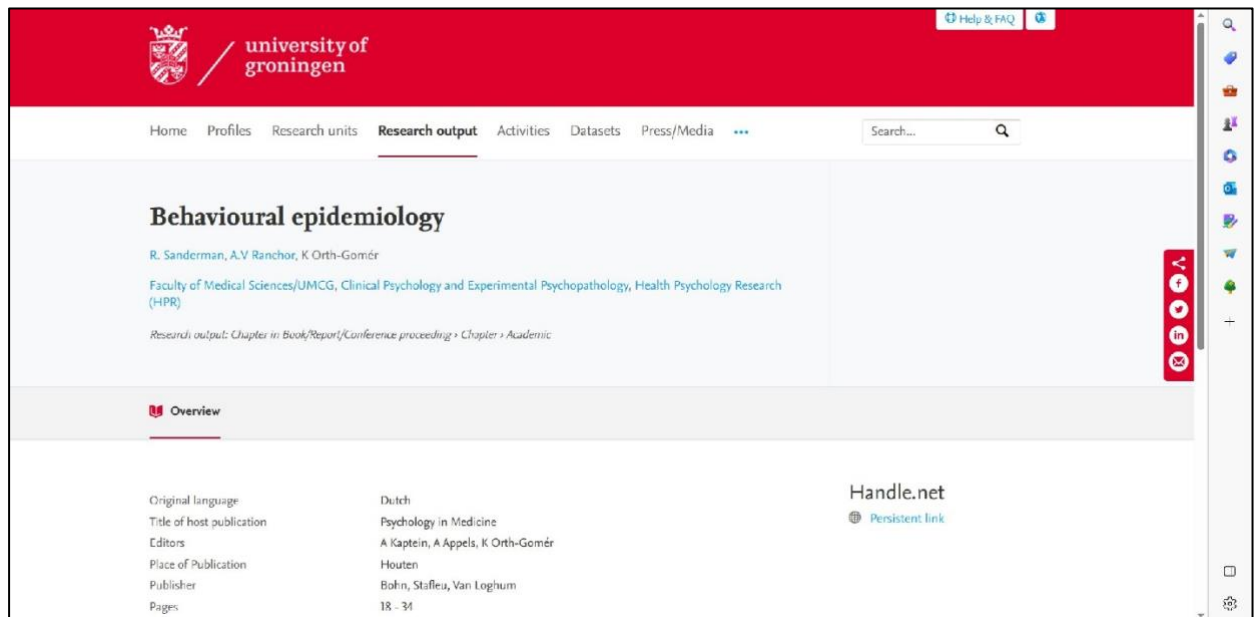 Help & FAQ
university of
groningen
Home Profiles Research units Research output Activities Datasets Press/Media ...
Search...
Behavioural epidemiology
R. Sanderman, A.V Ranchor, K Orth-Gomér
Faculty of Medical Sciences/UMCG, Clinical Psychology and Experimental Psychopathology, Health Psychology Research
(HPR)
Research output: Chapter in Book/Report/Conference proceeding › Chapter › Academic
Overview
Original language Dutch
Title of host publication Psychology in Medicine
Editors A Kaptein, A Appels, K Orth-Gomér
Place of Publication Houten
Publisher Bohn, Stafleu, Van Loghum
Pages 18 - 34
Handle.net
Persistent link